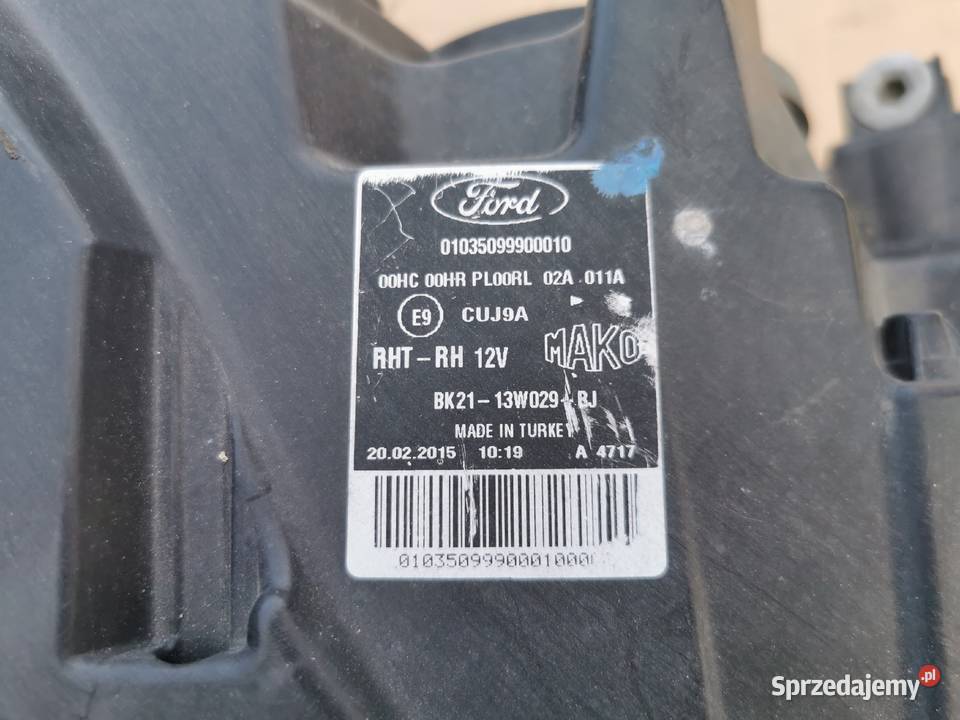 Ford
01035099900010
00HC 00HR PL00RL 02A 011A
E9 CUJ9A
RHT-RH 12V MAKO
BK21-13W029-BJ
MADE IN TURKEY
20.02.2015 10:19 A 4717
Sprzedajemy.pl